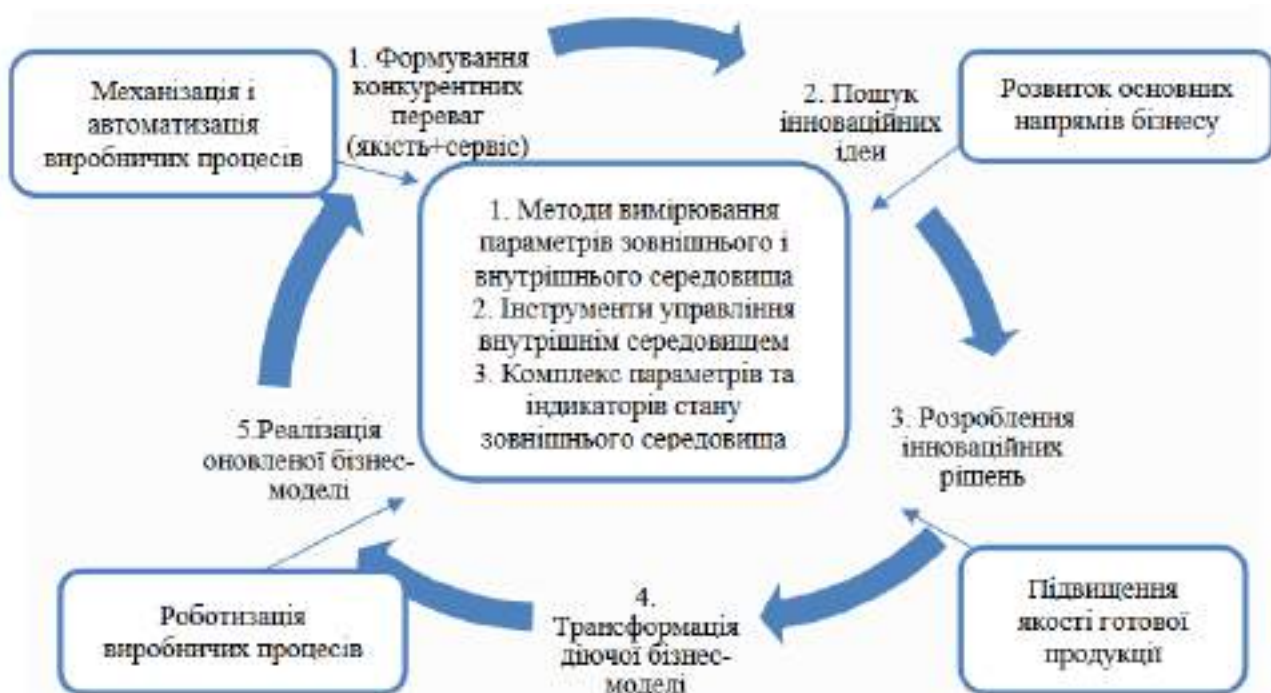 Механізація і
автоматизація
виробничих процесів
1. Формування
конкурентних
переваг
(якість+сервіс)
2. Пошук
інноваційних
ідеи
Розвиток основних
напрямів бізнесу
1. Методи вимірювання
параметрів зовнішнього і
внутрішнього середовища
2. Інструменти управління
внутрішнім середовищем
3. Комплекс параметрів та
індикаторів стану
зовнішнього середовища
3. Розроблення
інноваційних
рішень
5.Реалізація
оновленої бізнес-
моделі
Роботизація
виробничих процесів
4.
Трансформація
діючої бізнес-
моделі
Підвищення
якості готової
продукції